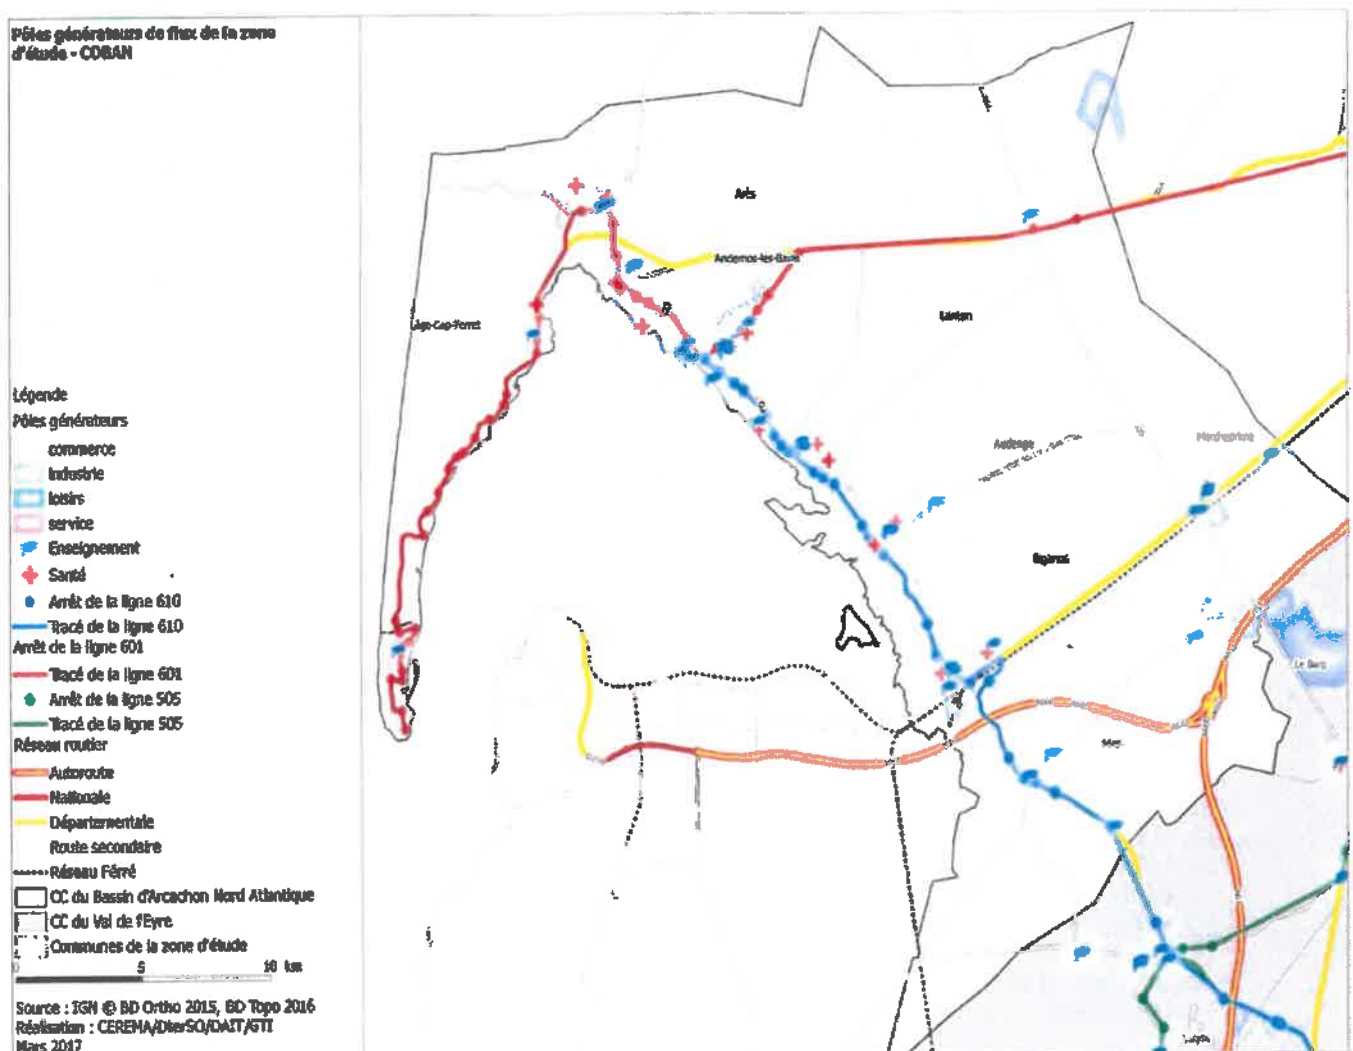 Pôles générateurs de flux de la zone
d'étude - COBAN
Arès
Andernos-les-Bains
Lège-Cap-Ferret
Lanton
Audenge
Marcheprime
Biganos
Le Barp
Mios
Légende
Pôles générateurs
commerce
Industrie
loisirs
service
Enseignement
Santé
Arrêt de la ligne 610
Tracé de la ligne 610
Arrêt de la ligne 601
Tracé de la ligne 601
Arrêt de la ligne 505
Tracé de la ligne 505
Réseau routier
Autoroute
Nationale
Départementale
Route secondaire
Réseau Férré
CC du Bassin d'Arcachon Nord Atlantique
CC du Val de l'Eyre
Communes de la zone d'étude
0 5 10 km
Source : IGN © BD Ortho 2015, BD Topo 2016
Réalisation : CEREMA/DterSO/DAIT/GTI
Mars 2017